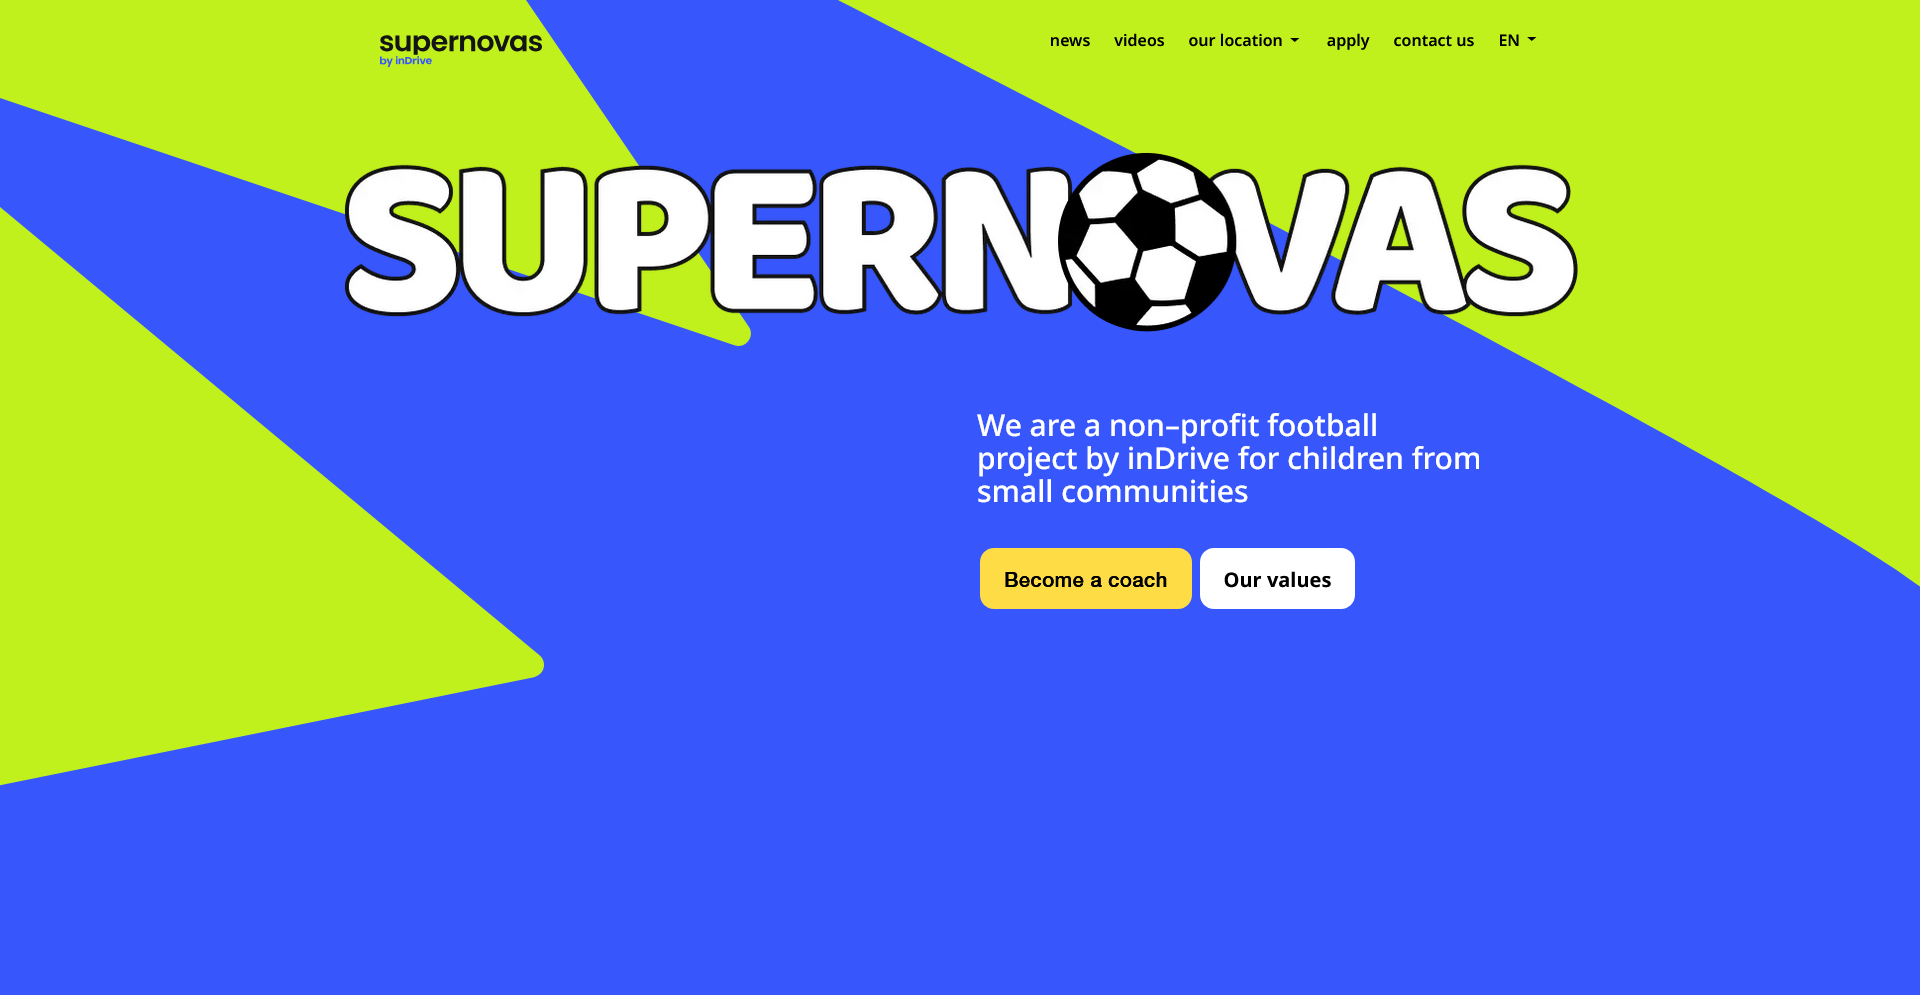 supernovas
by inDrive
news videos our location apply contact us EN
SUPERNOVAS
We are a non–profit football
project by inDrive for children from
small communities
Become a coach Our values